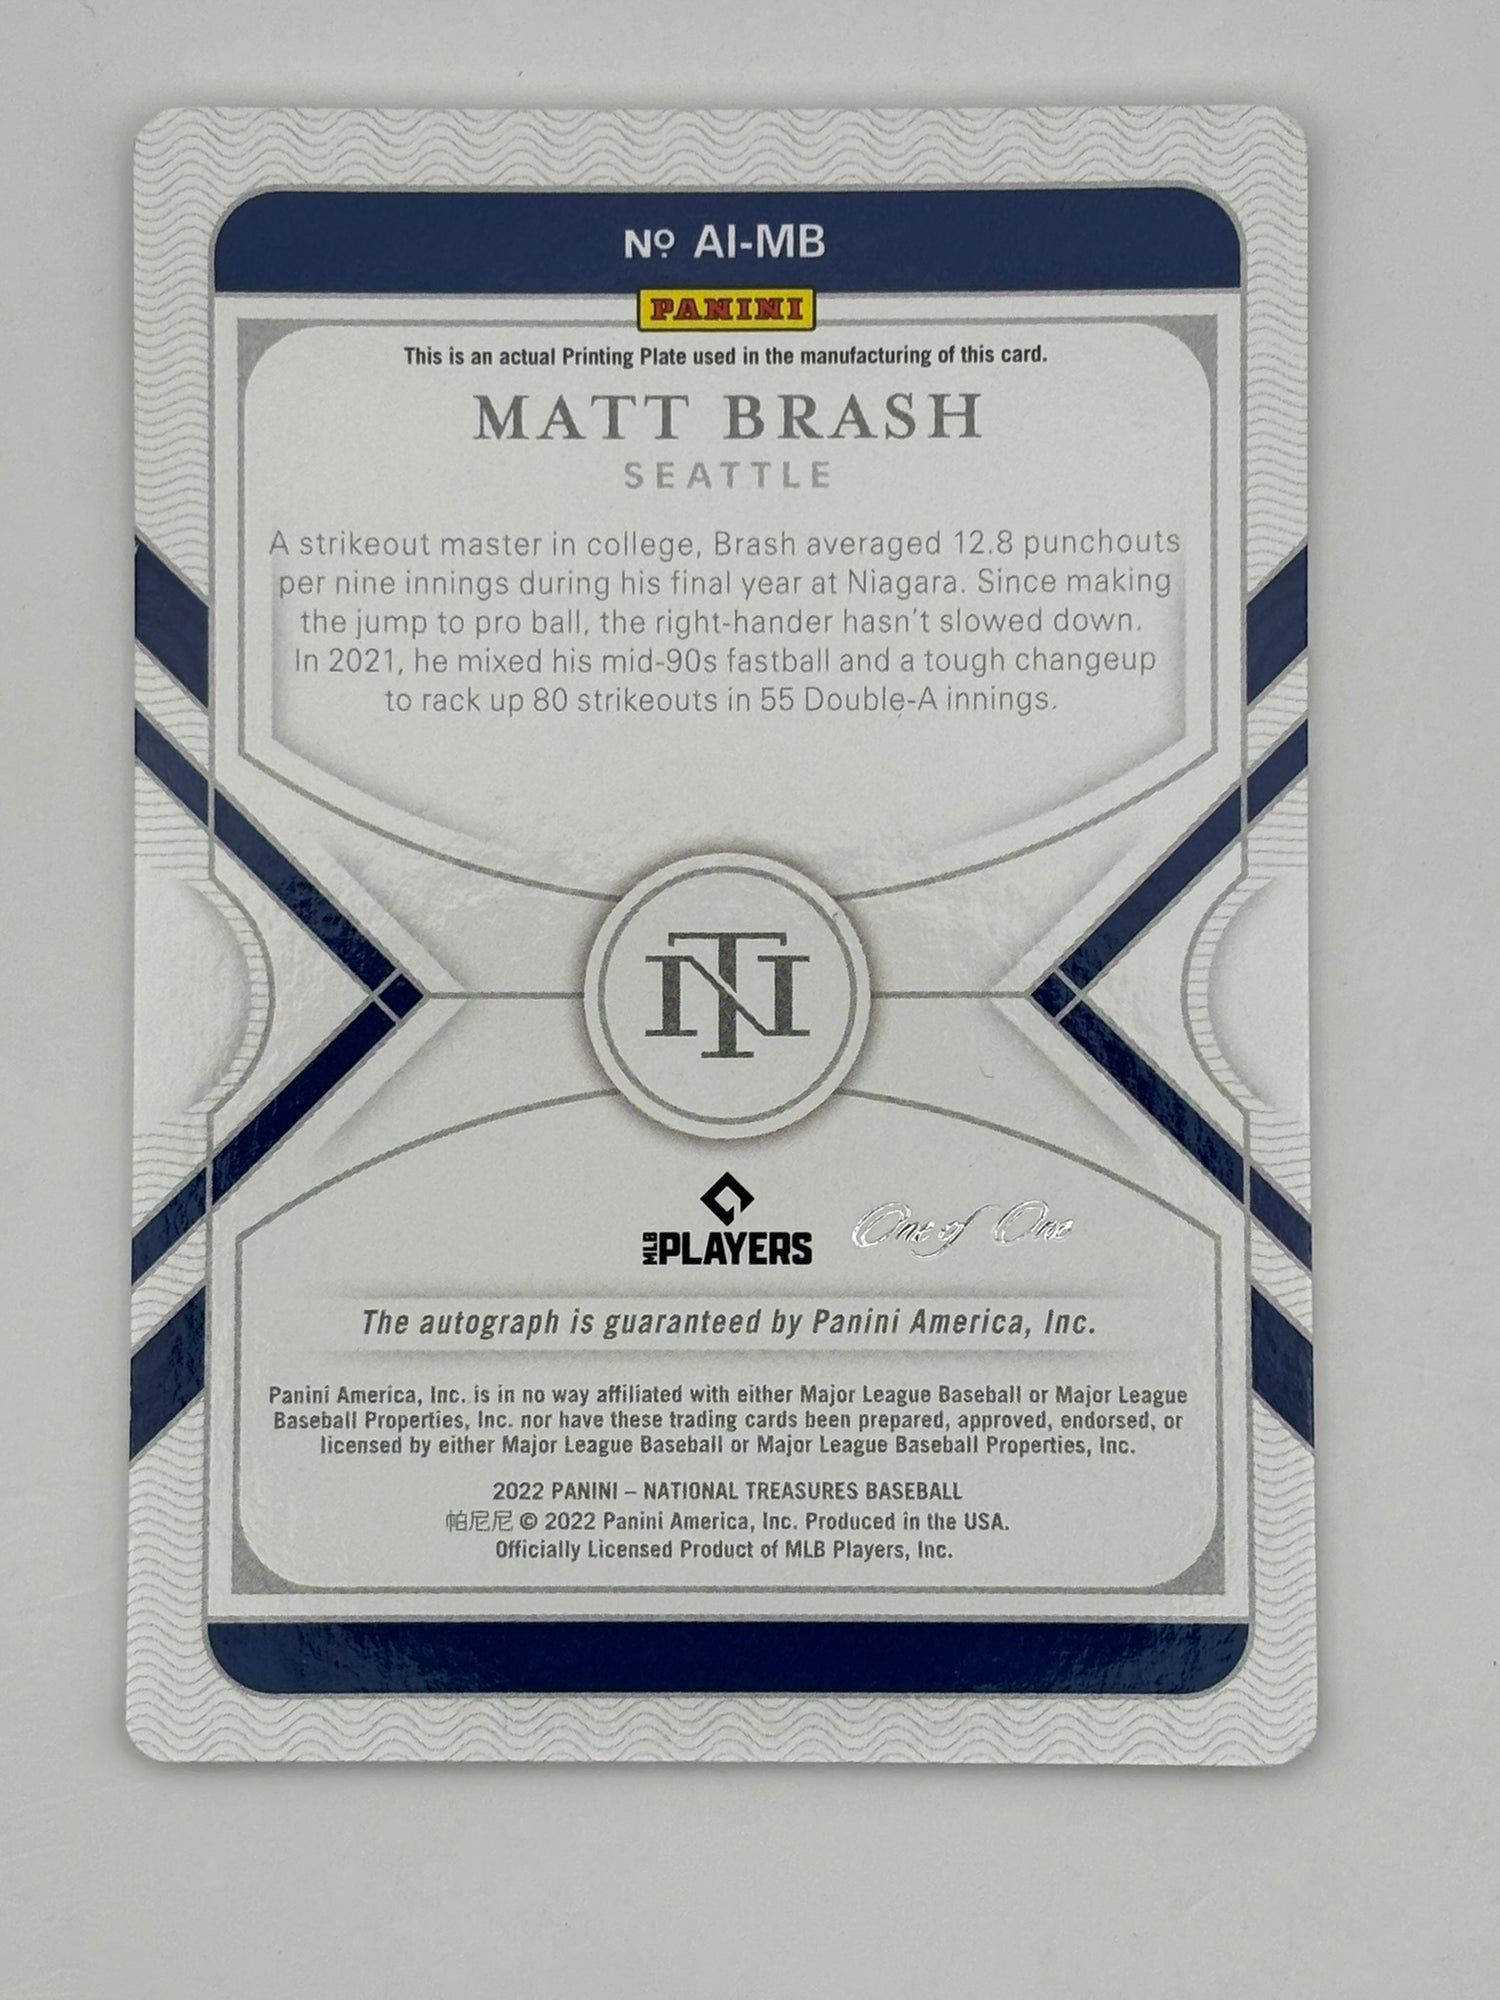 Nº AI-MB
PANINI
This is an actual Printing Plate used in the manufacturing of this card.
MATT BRASH
SEATTLE
A strikeout master in college, Brash averaged 12.8 punchouts
per nine innings during his final year at Niagara. Since making
the jump to pro ball, the right-hander hasn't slowed down.
In 2021, he mixed his mid-90s fastball and a tough changeup
to rack up 80 strikeouts in 55 Double-A innings.
NT
MLB PLAYERS
One of One
The autograph is guaranteed by Panini America, Inc.
Panini America, Inc. is in no way affiliated with either Major League Baseball or Major League
Baseball Properties, Inc. nor have these trading cards been prepared, approved, endorsed, or
licensed by either Major League Baseball or Major League Baseball Properties, Inc.
2022 PANINI – NATIONAL TREASURES BASEBALL
帕尼尼 © 2022 Panini America, Inc. Produced in the USA.
Officially Licensed Product of MLB Players, Inc.